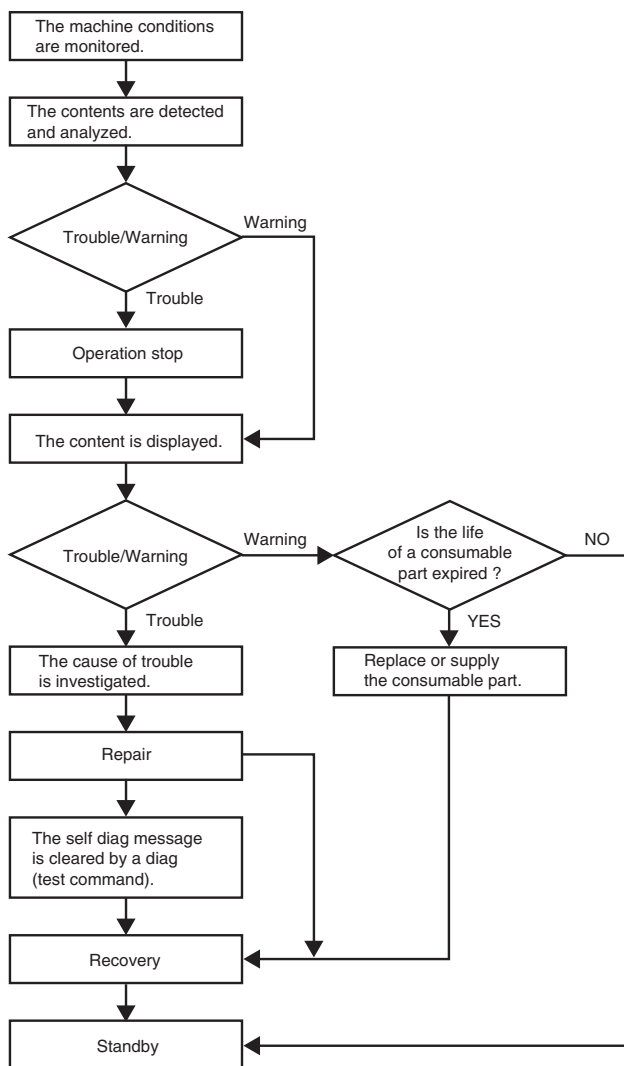 The machine conditions
are monitored.
The contents are detected
and analyzed.
Trouble/Warning
Warning
Trouble
Operation stop
The content is displayed.
Trouble/Warning
Warning
Is the life
of a consumable
part expired ?
NO
Trouble
YES
The cause of trouble
is investigated.
Replace or supply
the consumable part.
Repair
The self diag message
is cleared by a diag
(test command).
Recovery
Standby